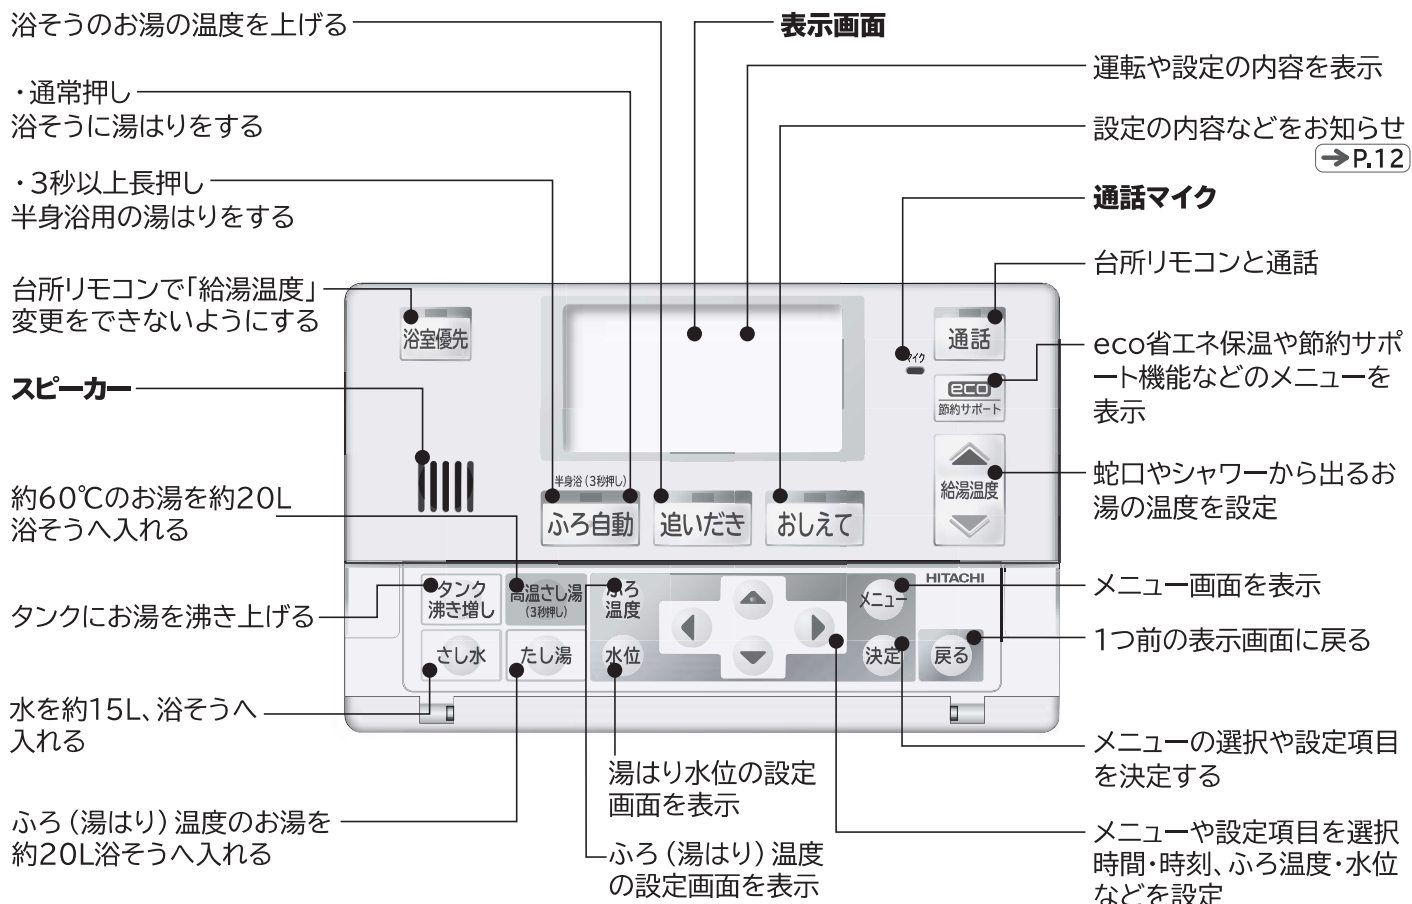 浴そうのお湯の温度を上げる
・通常押し
浴そうに湯はりをする
・3秒以上長押し
半身浴用の湯はりをする
台所リモコンで「給湯温度」
変更をできないようにする
スピーカー
約60℃のお湯を約20L
浴そうへ入れる
タンクにお湯を沸き上げる
水を約15L、浴そうへ
入れる
ふろ（湯はり）温度のお湯を
約20L浴そうへ入れる
表示画面
運転や設定の内容を表示
設定の内容などをお知らせ
➔P.12
通話マイク
台所リモコンと通話
eco省エネ保温や節約サポ
ート機能などのメニューを
表示
蛇口やシャワーから出るお
湯の温度を設定
メニュー画面を表示
1つ前の表示画面に戻る
メニューの選択や設定項目
を決定する
メニューや設定項目を選択
時間・時刻、ふろ温度・水位
などを設定
湯はり水位の設定
画面を表示
ふろ（湯はり）温度
の設定画面を表示
浴室優先
マイク
通話
eco
節約サポート
給湯温度
半身浴（3秒押し）
ふろ自動
追いだき
おしえて
HITACHI
タンク
沸き増し
高温さし湯
（3秒押し）
ふろ
温度
メニュー
さし水
たし湯
水位
決定
戻る